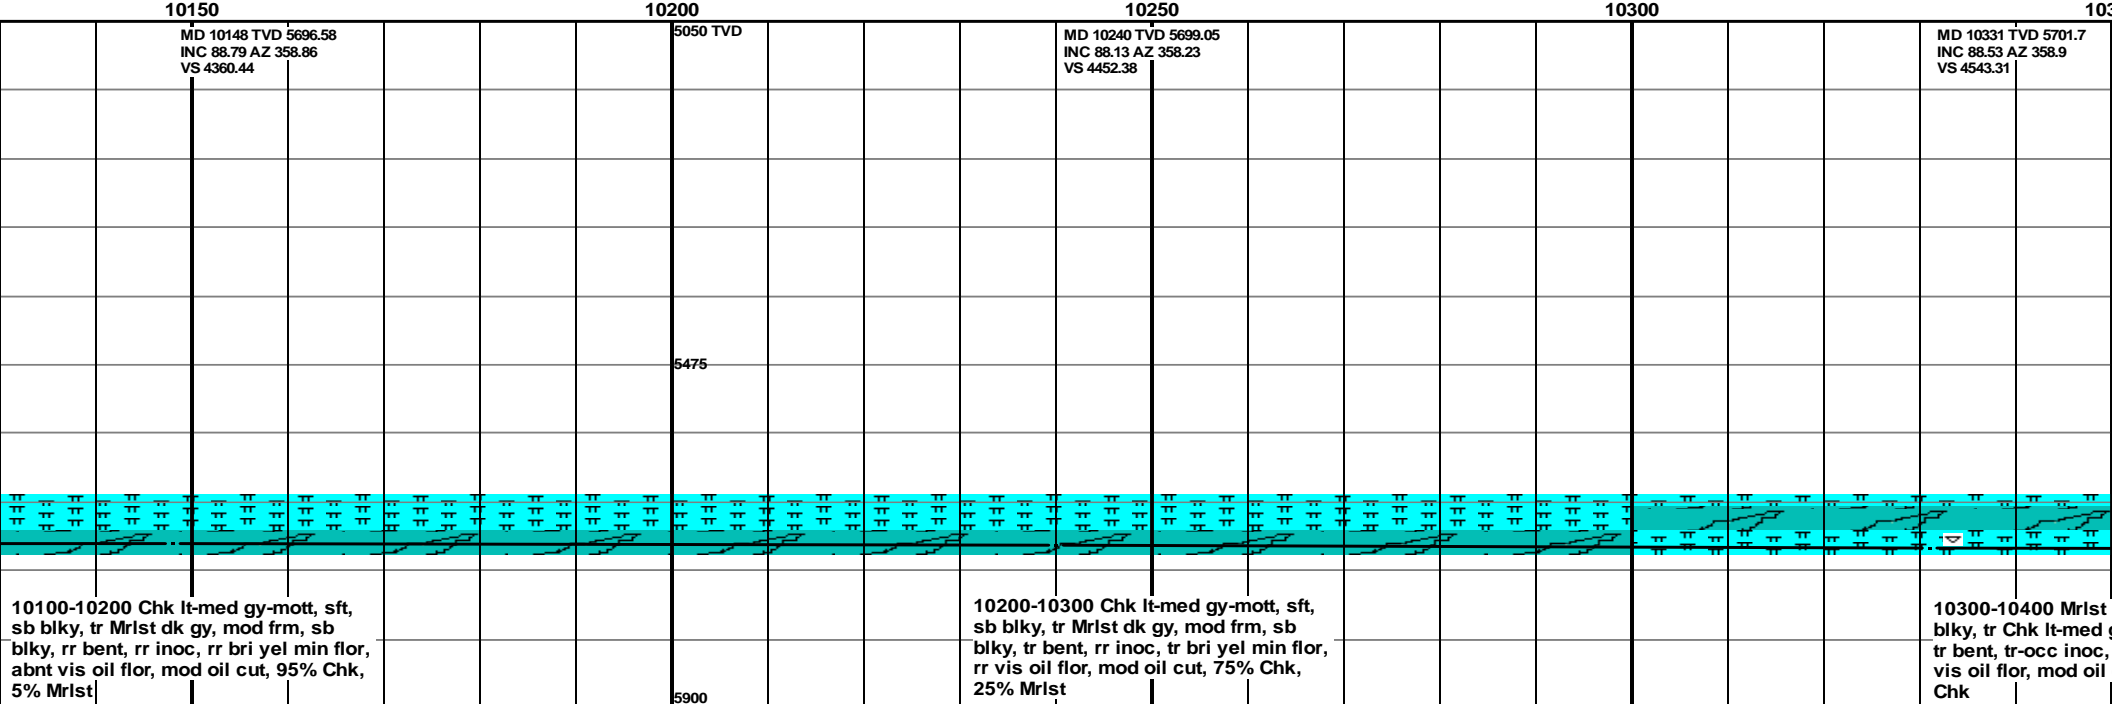 10150
10200
10250
10300
MD 10148 TVD 5696.58
INC 88.79 AZ 358.86
VS 4360.44
5050 TVD
MD 10240 TVD 5699.05
INC 88.13 AZ 358.23
VS 4452.38
MD 10331 TVD 5701.7
INC 88.53 AZ 358.9
VS 4543.31
5475
10100-10200 Chk lt-med gy-mott, sft,
sb blky, tr Mrlst dk gy, mod frm, sb
blky, rr bent, rr inoc, rr bri yel min flor,
abnt vis oil flor, mod oil cut, 95% Chk,
5% Mrlst
10200-10300 Chk lt-med gy-mott, sft,
sb blky, tr Mrlst dk gy, mod frm, sb
blky, tr bent, rr inoc, tr bri yel min flor,
rr vis oil flor, mod oil cut, 75% Chk,
25% Mrlst
10300-10400 Mrlst
blky, tr Chk lt-med
tr bent, tr-occ inoc,
vis oil flor, mod oil
Chk
5900